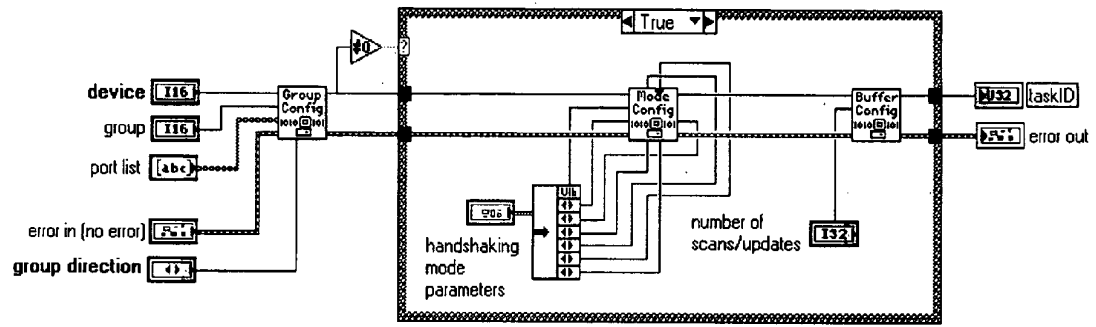 True
≠0
?
device
I16
Group
Config
group
I16
port list
[abc]
error in (no error)
group direction
Mode
Config
Buffer
Config
U32
taskID
error out
handshaking
mode
parameters
number of
scans/updates
I32